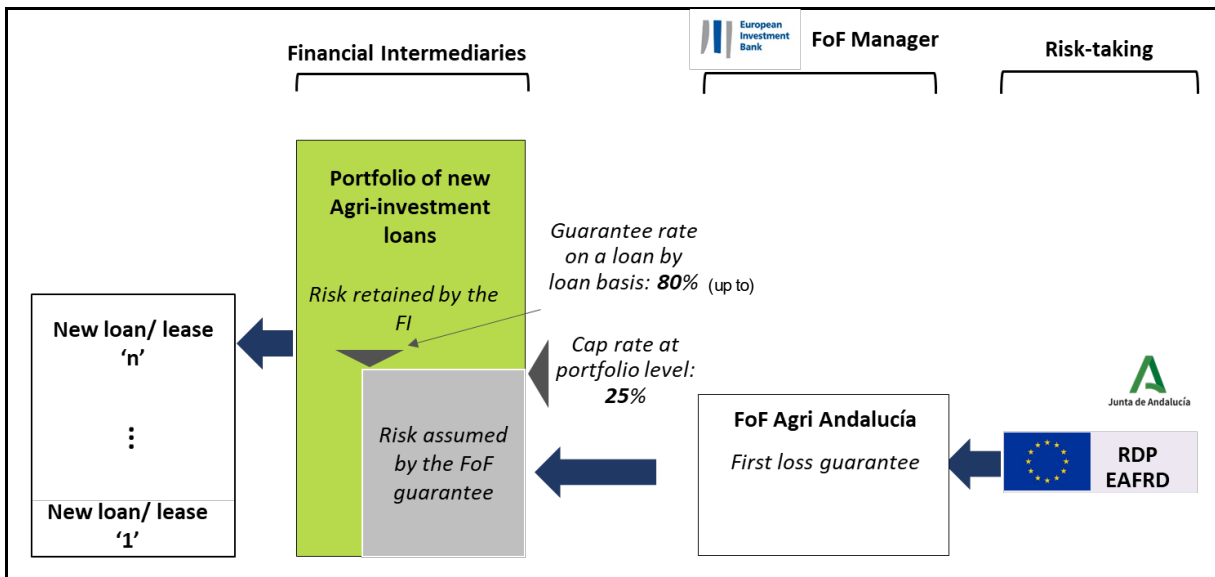 Financial Intermediaries
European
Investment
Bank
FoF Manager
Risk-taking
Portfolio of new
Agri-investment
loans
Risk retained by the
FI
Guarantee rate
on a loan by
loan basis: 80% (up to)
Cap rate at
portfolio level:
25%
Risk assumed
by the FoF
guarantee
New loan/ lease
‘n’
⋮
New loan/ lease
‘1’
FoF Agri Andalucía
First loss guarantee
Junta de Andalucía
RDP
EAFRD